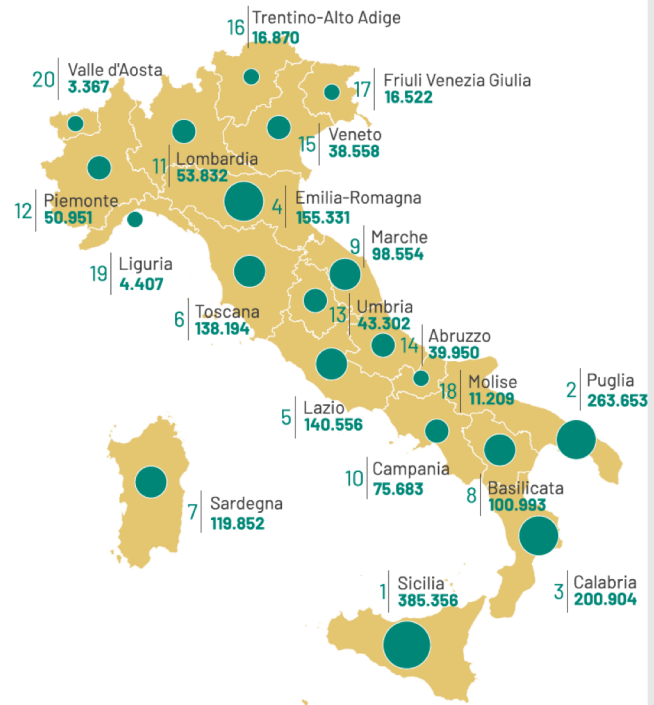 16
Trentino-Alto Adige
16.870
20
Valle d'Aosta
3.367
17
Friuli Venezia Giulia
16.522
15
Veneto
38.558
11
Lombardia
53.832
12
Piemonte
50.951
4
Emilia-Romagna
155.331
9
Marche
98.554
19
Liguria
4.407
6
Toscana
138.194
13
Umbria
43.302
14
Abruzzo
39.950
18
Molise
11.209
2
Puglia
263.653
5
Lazio
140.556
10
Campania
75.683
8
Basilicata
100.993
7
Sardegna
119.852
1
Sicilia
385.356
3
Calabria
200.904